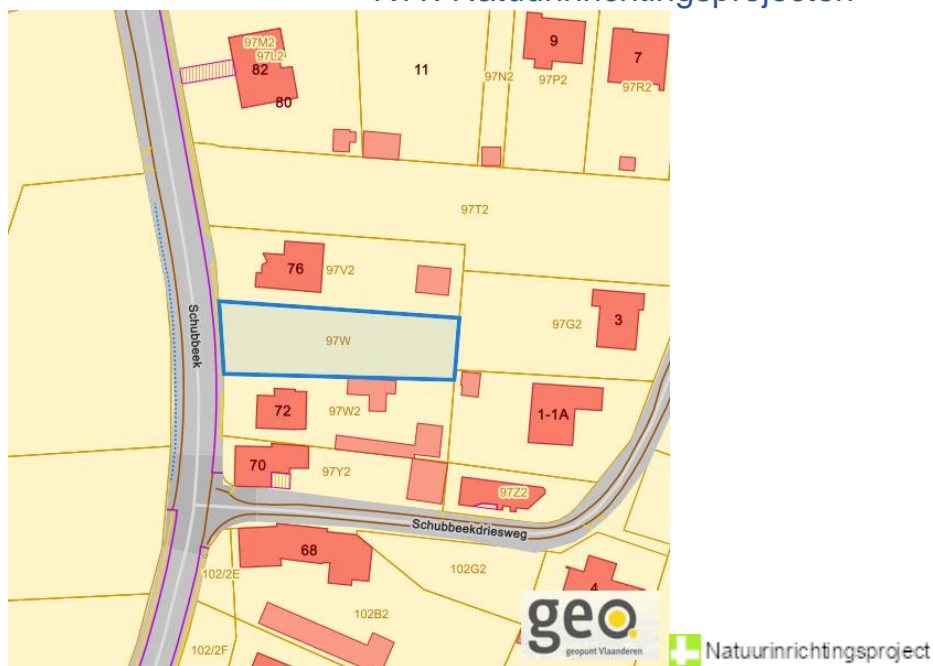 97M2
97L2
82
80
11
97N2
9
97P2
7
97R2
97T2
76
97V2
97W
Schubbeek
97G2
3
72
97W2
1-1A
70
97Y2
97Z2
Schubbeekdriesweg
68
102/2E
102G2
4
102B2
102/2F
geo
geopunt Vlaanderen
Natuurinrichtingsproject